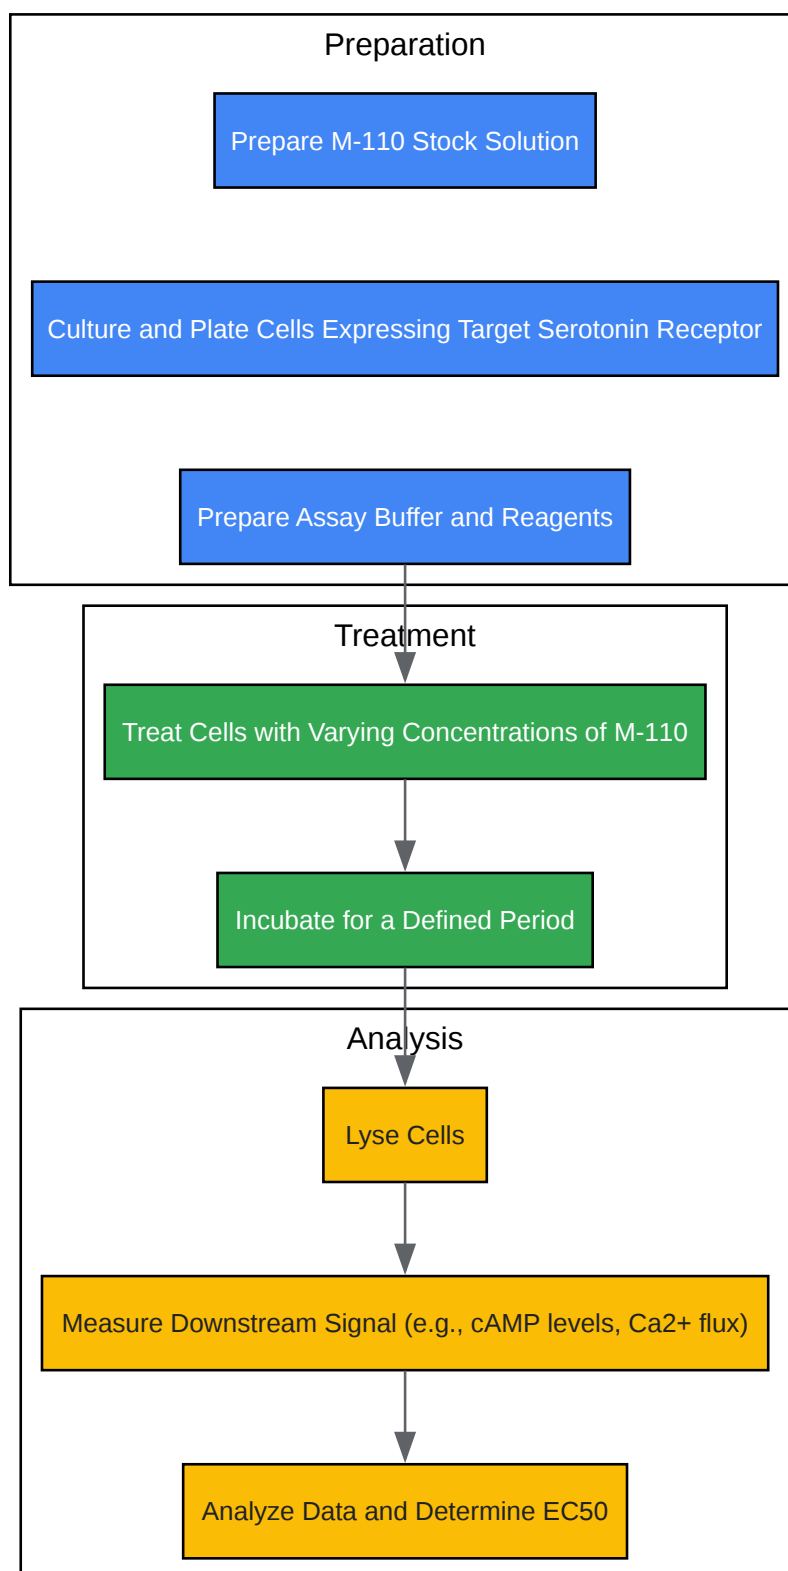 Preparation
Prepare M-110 Stock Solution
Culture and Plate Cells Expressing Target Serotonin Receptor
Prepare Assay Buffer and Reagents
Treatment
Treat Cells with Varying Concentrations of M-110
Incubate for a Defined Period
Analysis
Lyse Cells
Measure Downstream Signal (e.g., cAMP levels, Ca2+ flux)
Analyze Data and Determine EC50